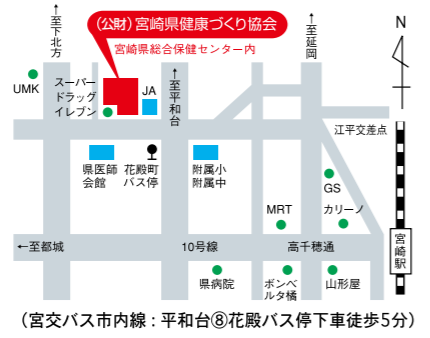 (公財)宮崎県健康づくり協会
宮崎県総合保健センター内
↑至下北方
↑至延岡
N
UMK
スーパー
ドラッグ
イレブン
JA
↑至平和台
江平交差点
県医師
会館
花殿町
バス停
附属小
附属中
GS
MRT
カリーノ
宮崎駅
←至都城
10号線
高千穂通
県病院
ボンベ
ルタ橘
山形屋
(宮交バス市内線:平和台⑧花殿バス停下車徒歩5分)